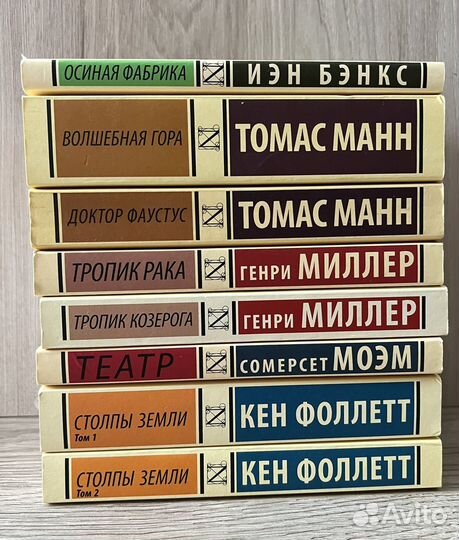 ОСИНАЯ ФАБРИКА ИЭН БЭНКС
ВОЛШЕБНАЯ ГОРА ТОМАС МАНН
ДОКТОР ФАУСТУС ТОМАС МАНН
ТРОПИК РАКА ГЕНРИ МИЛЛЕР
ТРОПИК КОЗЕРОГА ГЕНРИ МИЛЛЕР
ТЕАТР СОМЕРСЕТ МОЭМ
СТОЛПЫ ЗЕМЛИ КЕН ФОЛЛЕТТ
Том 1
СТОЛПЫ ЗЕМЛИ КЕН ФОЛЛЕТТ
Том 2
Avito